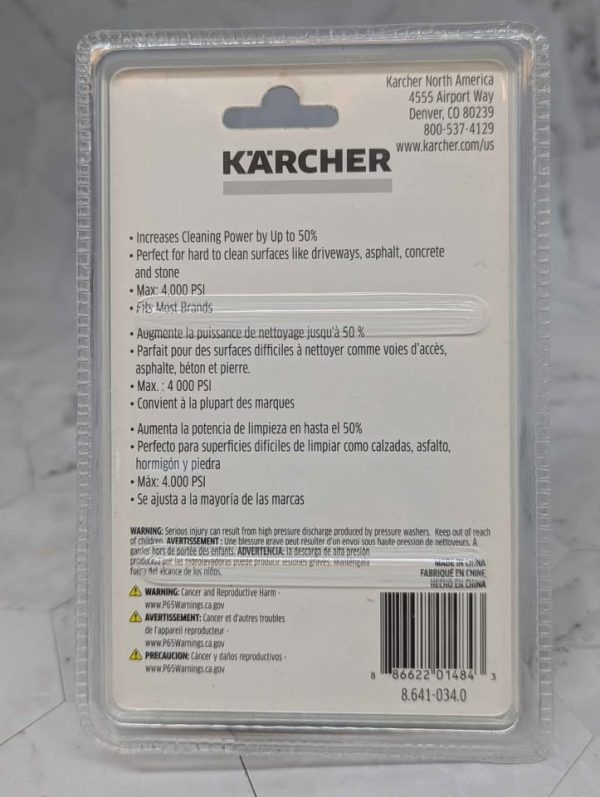 Karcher North America
4555 Airport Way
Denver, CO 80239
800-537-4129
www.karcher.com/us
KÄRCHER
• Increases Cleaning Power by Up to 50%
• Perfect for hard to clean surfaces like driveways, asphalt, concrete
and stone
• Max: 4,000 PSI
• Fits Most Brands
• Augmente la puissance de nettoyage jusqu'à 50 %
• Parfait pour des surfaces difficiles à nettoyer comme voies d'accès,
asphalte, béton et pierre.
• Max. : 4 000 PSI
• Convient à la plupart des marques
• Aumenta la potencia de limpieza en hasta el 50%
• Perfecto para superficies difíciles de limpiar como calzadas, asfalto,
hormigón y piedra
• Máx: 4.000 PSI
• Se ajusta a la mayoría de las marcas
WARNING: Serious injury can result from high pressure discharge produced by pressure washers. Keep out of reach
of children. AVERTISSEMENT : Une blessure grave peut résulter d'un envoi sous haute pression de nettoyeurs. A
garder hors de portée des enfants. ADVERTENCIA: la descarga de alta presión
producida por las hidrolavadoras puede producir lesiones graves. Manténgala
fuera del alcance de los niños.
MADE IN CHINA
FABRIQUÉ EN CHINE
HECHO EN CHINA
WARNING: Cancer and Reproductive Harm -
www.P65Warnings.ca.gov
AVERTISSEMENT: Cancer et d'autres troubles
de l'appareil reproducteur -
www.P65Warnings.ca.gov
PRECAUCION: Cáncer y daños reproductivos -
www.P65Warnings.ca.gov
8 86622 01484 3
8.641-034.0